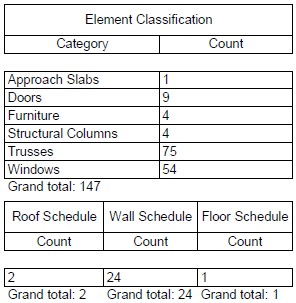 Element Classification
Category Count
Approach Slabs 1
Doors 9
Furniture 4
Structural Columns 4
Trusses 75
Windows 54
Grand total: 147
Roof Schedule Wall Schedule Floor Schedule
Count Count Count
2 24 1
Grand total: 2 Grand total: 24 Grand total: 1